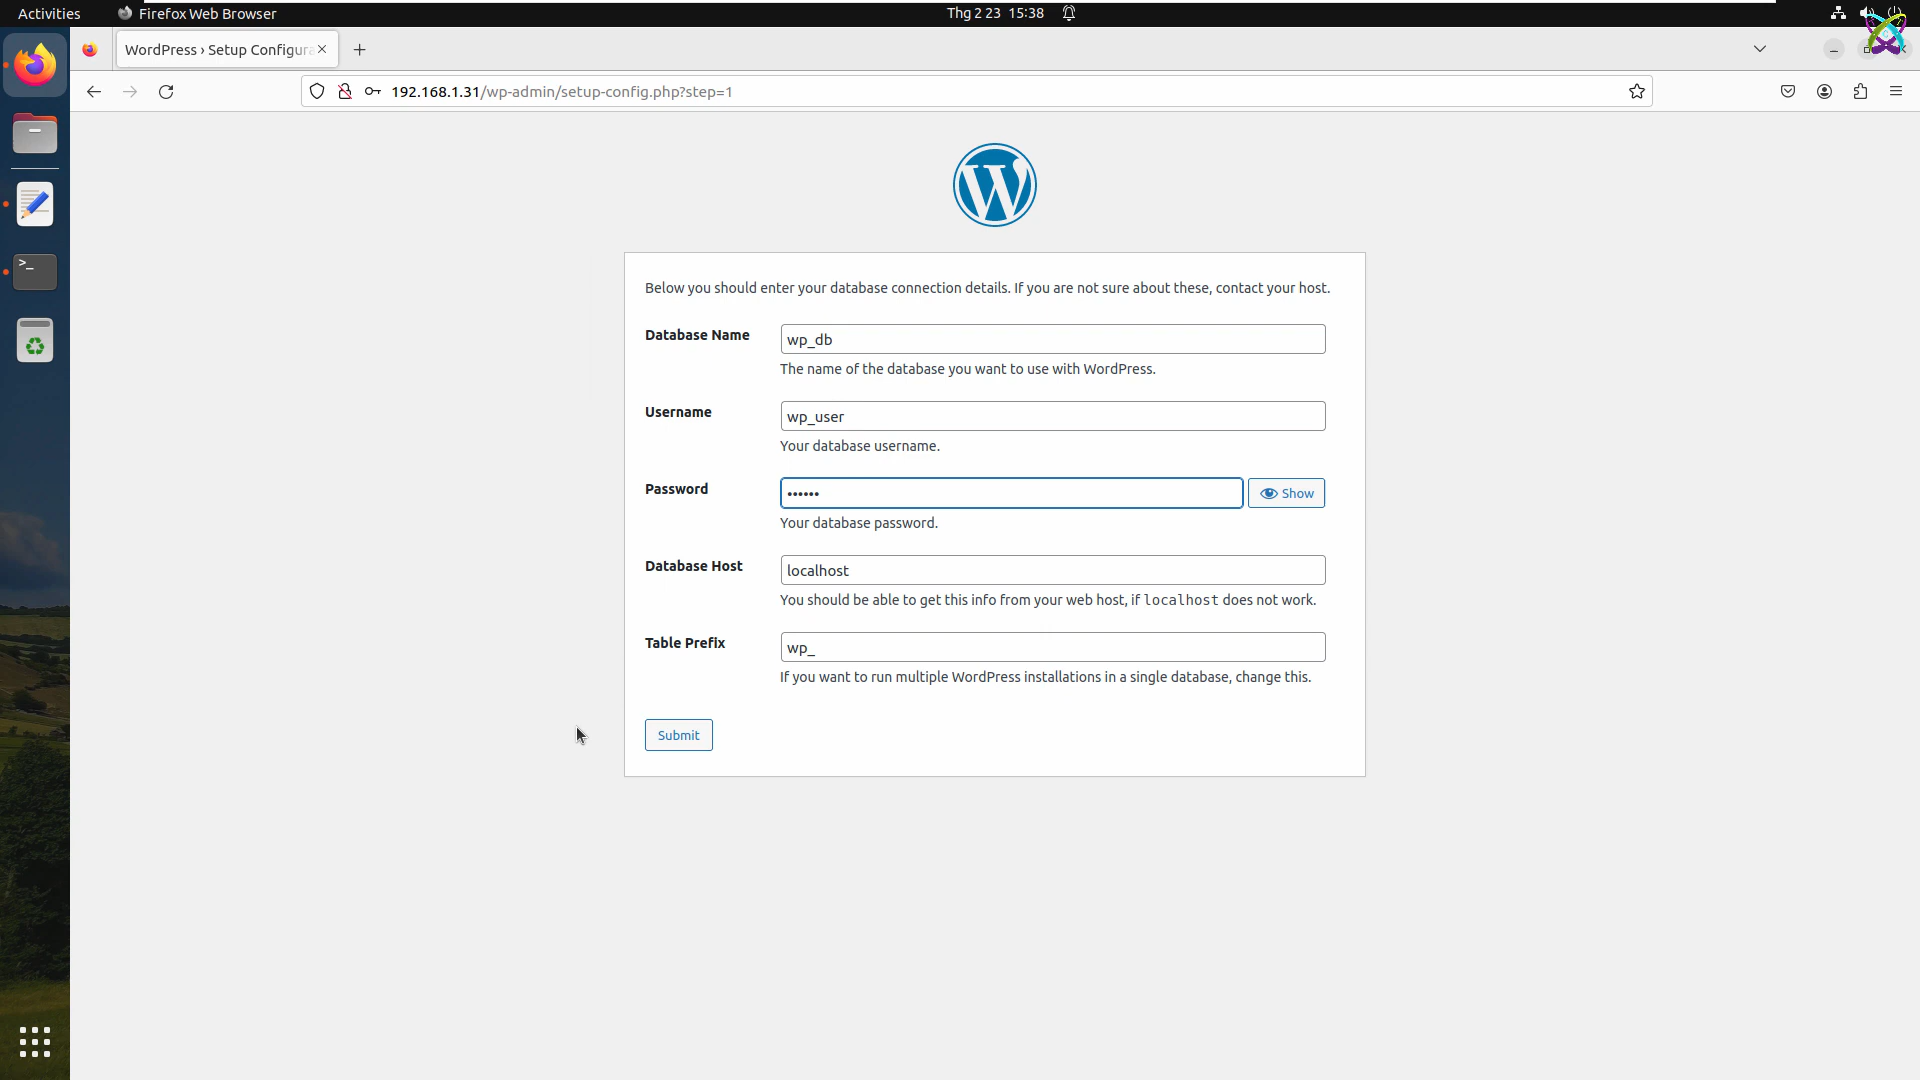 Activities
Firefox Web Browser
Thg 2 23 15:38
WordPress › Setup Configura
192.168.1.31/wp-admin/setup-config.php?step=1
Below you should enter your database connection details. If you are not sure about these, contact your host.
Database Name
wp_db
The name of the database you want to use with WordPress.
Username
wp_user
Your database username.
Password
••••••
Show
Your database password.
Database Host
localhost
You should be able to get this info from your web host, if localhost does not work.
Table Prefix
wp_
If you want to run multiple WordPress installations in a single database, change this.
Submit